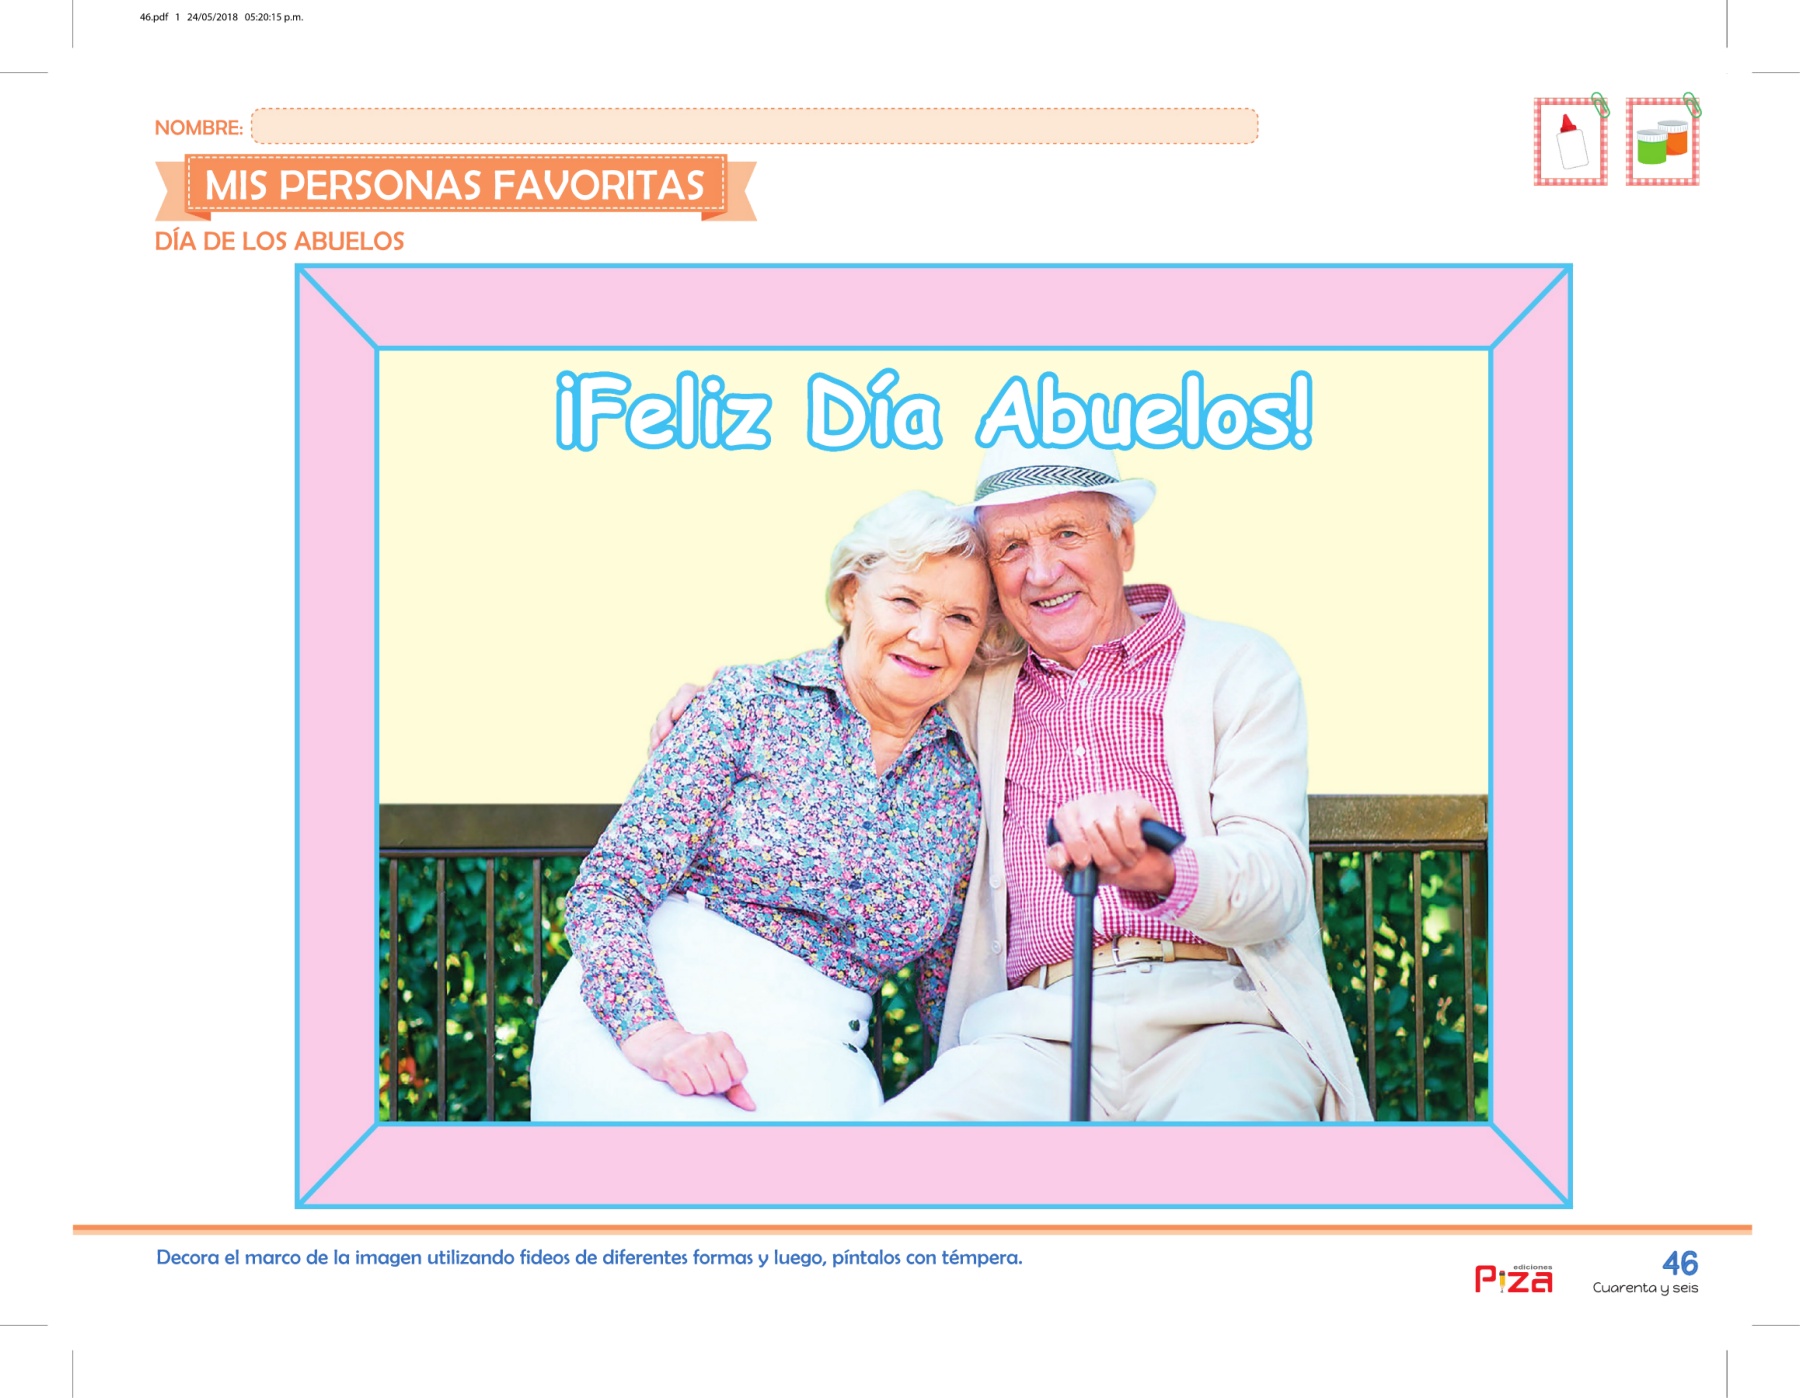 46.pdf 1 24/05/2018 05:20:15 p.m.
NOMBRE:
MIS PERSONAS FAVORITAS
DÍA DE LOS ABUELOS
¡Feliz Día Abuelos!
Decora el marco de la imagen utilizando fideos de diferentes formas y luego, píntalos con témpera.
ediciones
Piza
46
Cuarenta y seis